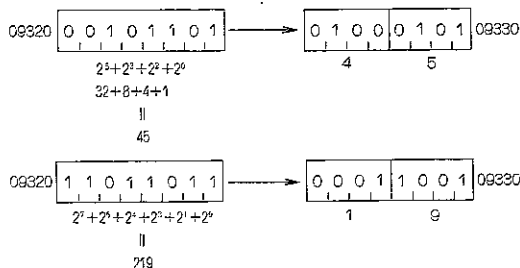 09320 0 0 1 0 1 1 0 1 → 0 1 0 0 0 1 0 1 09330
2⁵+2³+2²+2⁰ 4 5
32+8+4+1
||
45
09320 1 1 0 1 1 0 1 1 → 0 0 0 1 1 0 0 1 09330
2⁷+2⁶+2⁴+2³+2¹+2⁰ 1 9
||
219